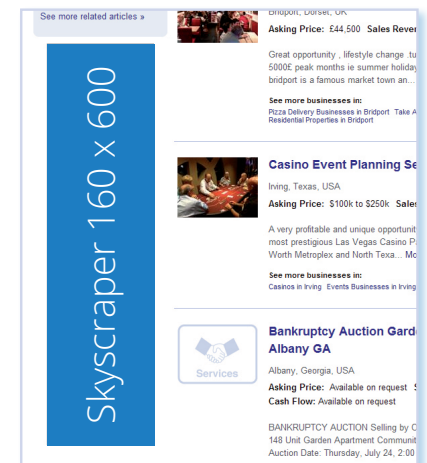 See more related articles »
Skyscraper 160 x 600
Bridport, Dorset, UK
Asking Price: £44,500 Sales Rever
Great opportunity , lifestyle change .tu
5000£ peak months ie summer holiday
bridport is a famous market town an...
See more businesses in:
Pizza Delivery Businesses in Bridport Take A
Residential Properties in Bridport
Casino Event Planning Se
Irving, Texas, USA
Asking Price: $100k to $250k Sale
A very profitable and unique opportunit
most prestigious Las Vegas Casino P
Worth Metroplex and North Texa... Mo
See more businesses in:
Casinos in Irving Events Businesses in Irving
Services
Bankruptcy Auction Gard
Albany GA
Albany, Georgia, USA
Asking Price: Available on request S
Cash Flow: Available on request
BANKRUPTCY AUCTION Selling by C
148 Unit Garden Apartment Communit
Auction Date: Thursday, July 24, 2:00